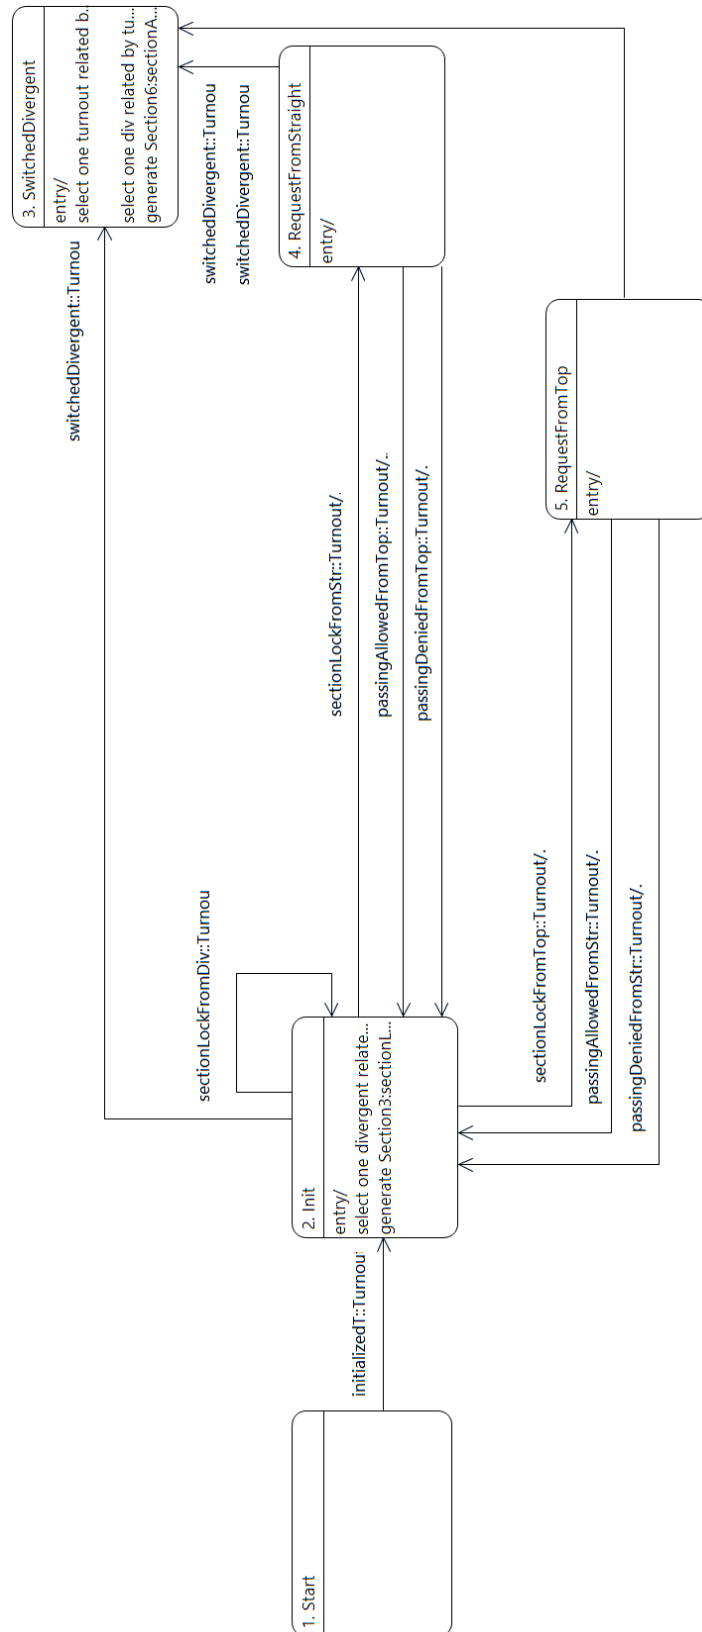 3. SwitchedDivergent
entry/
select one turnout related b..
select one div related by tu...
generate Section6:sectionA...
switchedDivergent::Turnou
switchedDivergent::Turnou
switchedDivergent::Turnou
4. RequestFromStraight
entry/
5. RequestFromTop
entry/
sectionLockFromStr::Turnout/.
passingAllowedFromTop::Turnout/..
passingDeniedFromTop::Turnout/.
sectionLockFromDiv::Turnou
sectionLockFromTop::Turnout/.
passingAllowedFromStr::Turnout/.
passingDeniedFromStr::Turnout/.
2. Init
entry/
select one divergent relate...
generate Section3:sectionL...
initializedT::Turnou
1. Start